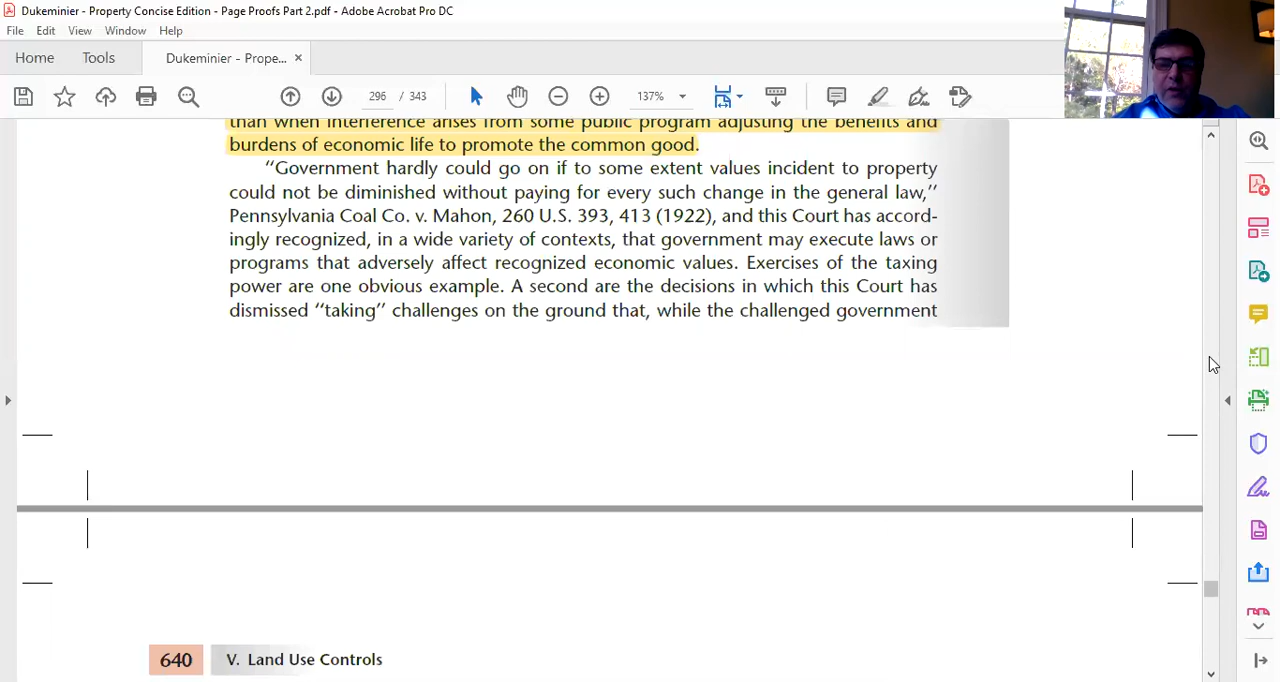 Dukeminier - Property Concise Edition - Page Proofs Part 2.pdf - Adobe Acrobat Pro DC
File Edit View Window Help
Home Tools Dukeminier - Prope... ×
296 / 343 137%
than when interference arises from some public program adjusting the benefits and
burdens of economic life to promote the common good.
“Government hardly could go on if to some extent values incident to property
could not be diminished without paying for every such change in the general law,”
Pennsylvania Coal Co. v. Mahon, 260 U.S. 393, 413 (1922), and this Court has accord-
ingly recognized, in a wide variety of contexts, that government may execute laws or
programs that adversely affect recognized economic values. Exercises of the taxing
power are one obvious example. A second are the decisions in which this Court has
dismissed “taking” challenges on the ground that, while the challenged government
640 V. Land Use Controls